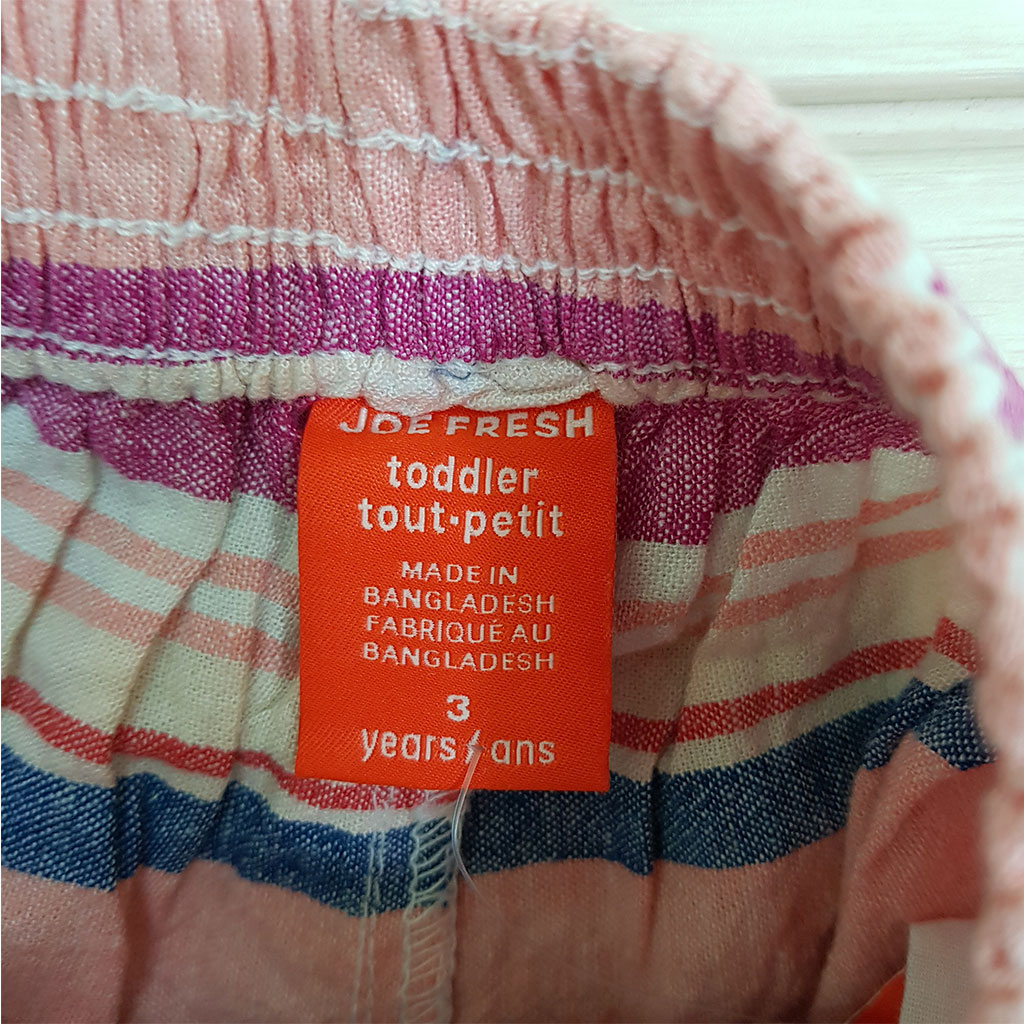 JOE FRESH
toddler
tout·petit
MADE IN
BANGLADESH
FABRIQUÉ AU
BANGLADESH
3
years / ans